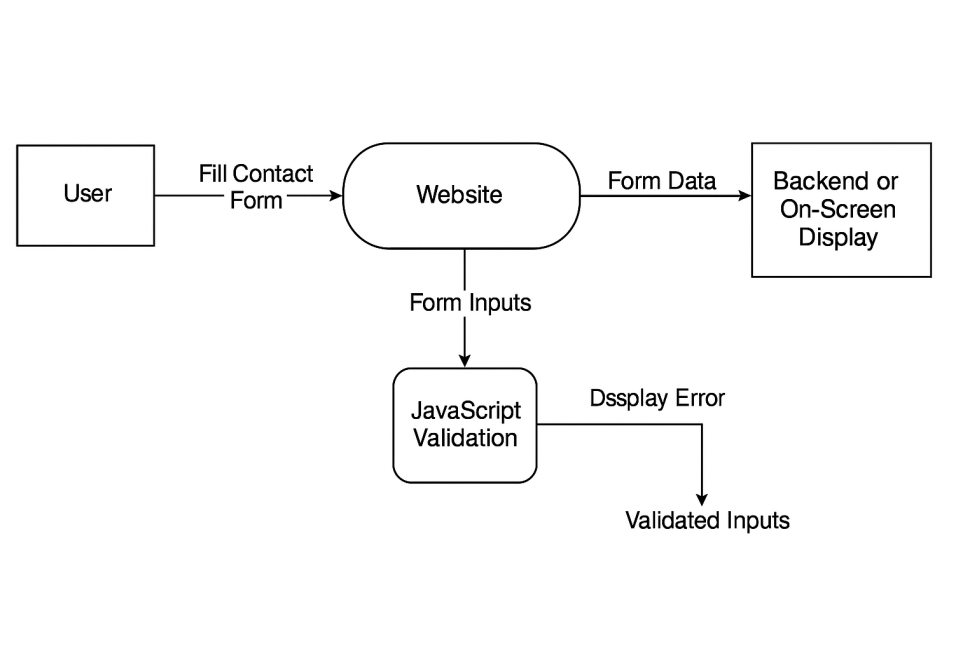 User
Fill Contact
Form
Website
Form Data
Backend or
On-Screen
Display
Form Inputs
JavaScript
Validation
Dssplay Error
Validated Inputs